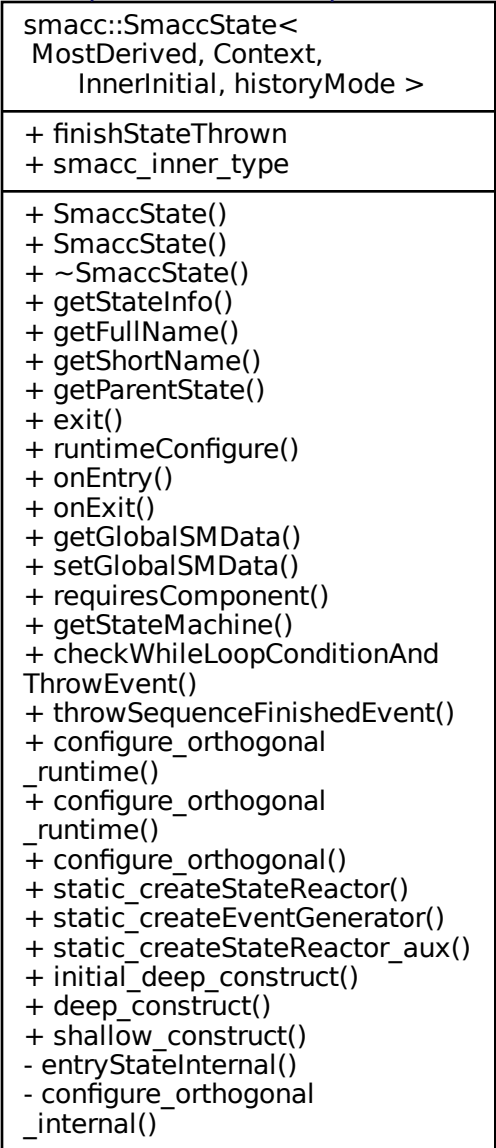 smacc::SmaccState<
MostDerived, Context,
InnerInitial, historyMode >
+ finishStateThrown
+ smacc_inner_type
+ SmaccState()
+ SmaccState()
+ ~SmaccState()
+ getStateInfo()
+ getFullName()
+ getShortName()
+ getParentState()
+ exit()
+ runtimeConfigure()
+ onEntry()
+ onExit()
+ getGlobalSMData()
+ setGlobalSMData()
+ requiresComponent()
+ getStateMachine()
+ checkWhileLoopConditionAnd
ThrowEvent()
+ throwSequenceFinishedEvent()
+ configure_orthogonal
_runtime()
+ configure_orthogonal
_runtime()
+ configure_orthogonal()
+ static_createStateReactor()
+ static_createEventGenerator()
+ static_createStateReactor_aux()
+ initial_deep_construct()
+ deep_construct()
+ shallow_construct()
- entryStateInternal()
- configure_orthogonal
_internal()